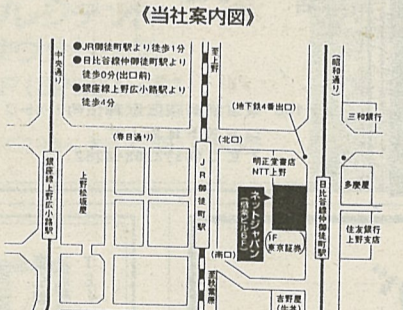 《当社案内図》
●JR御徒町駅より徒歩1分
●日比谷線仲御徒町駅より
徒歩0分(出口前)
●銀座線上野広小路駅より
徒歩4分
中央通り
至上野
(昭和通り)
(地下鉄4番出口)
三和銀行
(春日通り)
(北口)
銀座線上野広小路駅
上野松坂屋
JR御徒町駅
明正堂書店
NTT上野
ネットジャパン
1F
東京証券
日比谷線仲御徒町駅
多慶屋
住友銀行
上野支店
(南口)
至秋葉原
吉野屋
(牛丼)